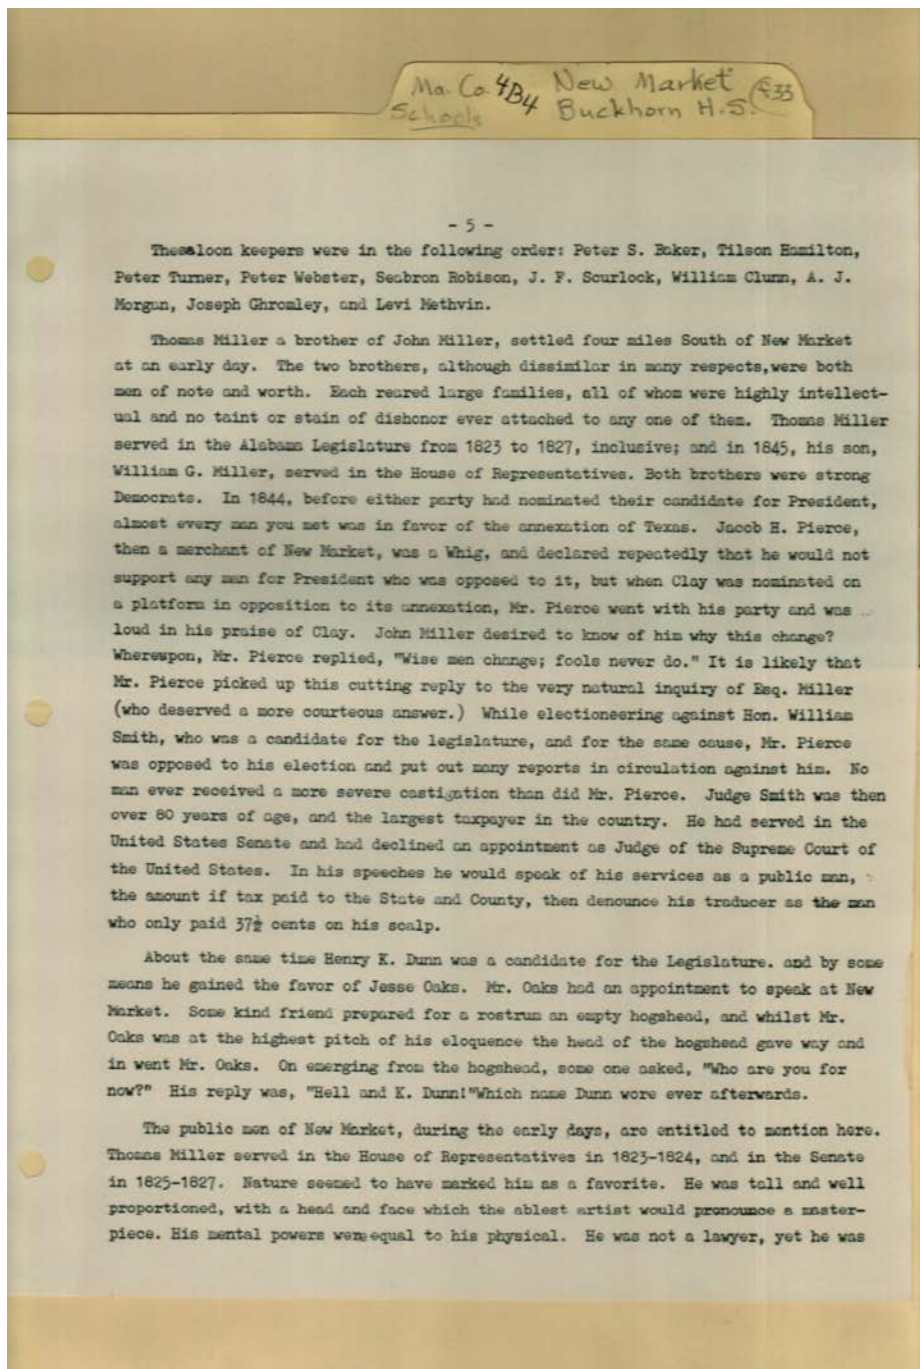 Ma. Co. 4B4 New Market 433
Schools Buckhorn H.S.
- 5 -
Thesaloon keepers were in the following order: Peter S. Baker, Tilson Hamilton,
Peter Turner, Peter Webster, Seabron Robison, J. F. Scurlock, William Clunn, A. J.
Morgan, Joseph Ghromley, and Levi Methvin.
Thomas Miller a brother of John Miller, settled four miles South of New Market
at an early day. The two brothers, although dissimilar in many respects,were both
men of note and worth. Each reared large families, all of whom were highly intellect-
ual and no taint or stain of dishonor ever attached to any one of them. Thomas Miller
served in the Alabama Legislature from 1823 to 1827, inclusive; and in 1845, his son,
William G. Miller, served in the House of Representatives. Both brothers were strong
Democrats. In 1844, before either party had nominated their candidate for President,
almost every man you met was in favor of the annexation of Texas. Jacob H. Pierce,
then a merchant of New Market, was a Whig, and declared repeatedly that he would not
support any man for President who was opposed to it, but when Clay was nominated on
a platform in opposition to its annexation, Mr. Pierce went with his party and was
loud in his praise of Clay. John Miller desired to know of him why this change?
Whereupon, Mr. Pierce replied, "Wise men change; fools never do." It is likely that
Mr. Pierce picked up this cutting reply to the very natural inquiry of Esq. Miller
(who deserved a more courteous answer.) While electioneering against Hon. William
Smith, who was a candidate for the legislature, and for the same cause, Mr. Pierce
was opposed to his election and put out many reports in circulation against him. No
man ever received a more severe castigation than did Mr. Pierce. Judge Smith was then
over 80 years of age, and the largest taxpayer in the country. He had served in the
United States Senate and had declined an appointment as Judge of the Supreme Court of
the United States. In his speeches he would speak of his services as a public man,
the amount if tax paid to the State and County, then denounce his traducer as the man
who only paid 37½ cents on his scalp.
About the same time Henry K. Dunn was a candidate for the Legislature. and by some
means he gained the favor of Jesse Oaks. Mr. Oaks had an appointment to speak at New
Market. Some kind friend prepared for a rostrum an empty hogshead, and whilst Mr.
Oaks was at the highest pitch of his eloquence the head of the hogshead gave way and
in went Mr. Oaks. On emerging from the hogshead, some one asked, "Who are you for
now?" His reply was, "Hell and K. Dunn!"Which name Dunn wore ever afterwards.
The public men of New Market, during the early days, are entitled to mention here.
Thomas Miller served in the House of Representatives in 1823-1824, and in the Senate
in 1825-1827. Nature seemed to have marked him as a favorite. He was tall and well
proportioned, with a head and face which the ablest artist would pronounce a master-
piece. His mental powers were equal to his physical. He was not a lawyer, yet he was